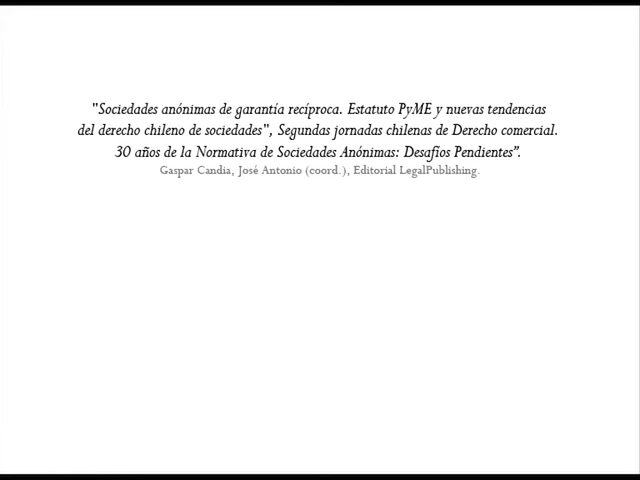 "Sociedades anónimas de garantía recíproca. Estatuto PyME y nuevas tendencias
del derecho chileno de sociedades", Segundas jornadas chilenas de Derecho comercial.
30 años de la Normativa de Sociedades Anónimas: Desafíos Pendientes”.
Gaspar Candia, José Antonio (coord.), Editorial LegalPublishing.